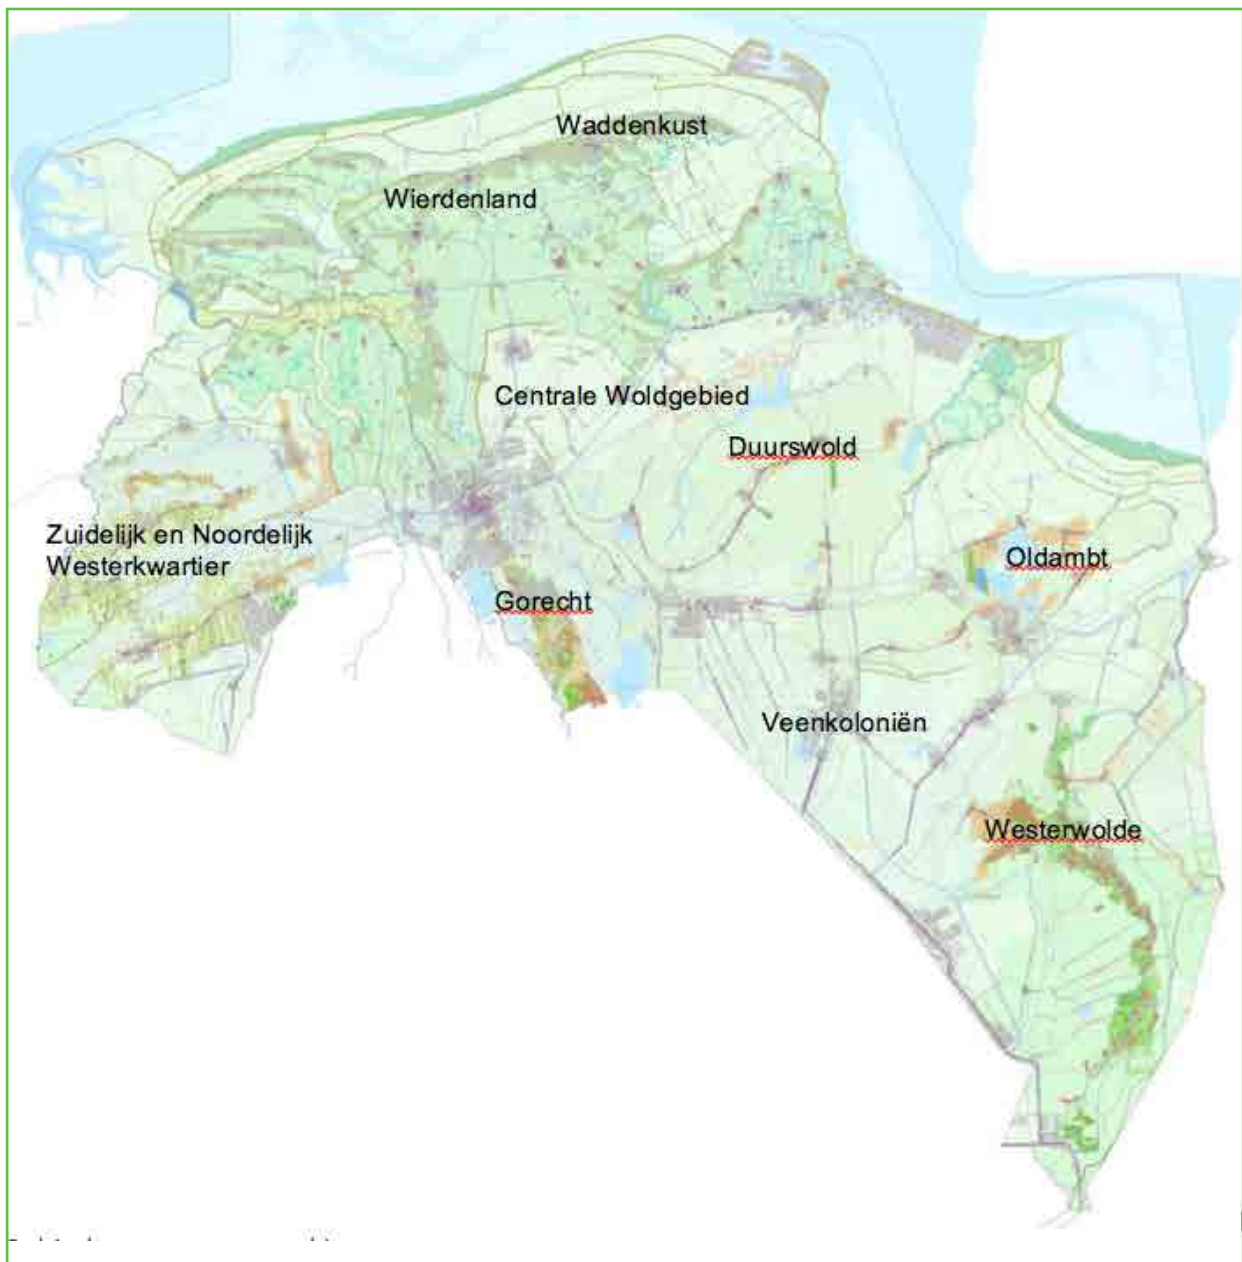 Waddenkust
Wierdenland
Centrale Woldgebied
Duurswold
Zuidelijk en Noordelijk
Westerkwartier
Oldambt
Gorecht
Veenkoloniën
Westerwolde